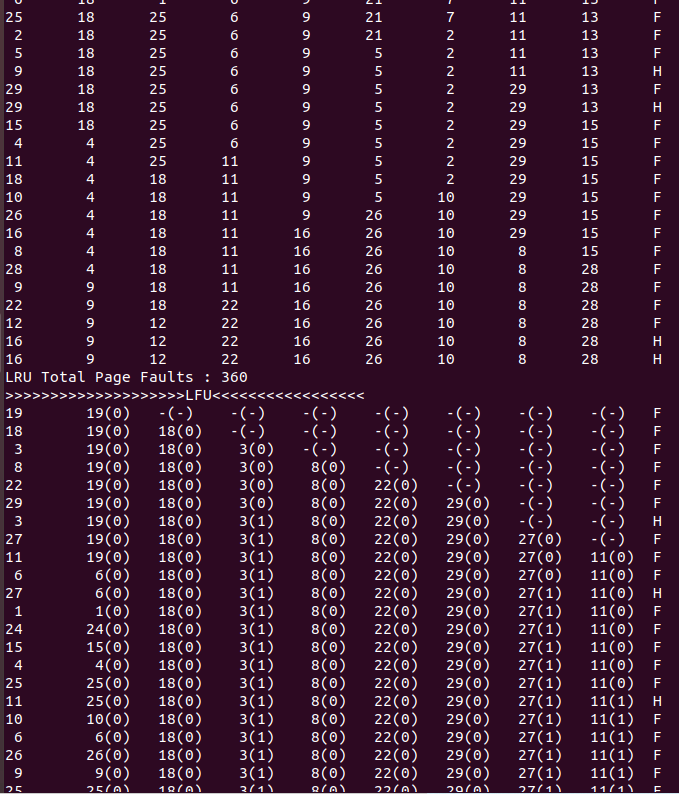 25 18 25 6 9 21 7 11 13 F
2 18 25 6 9 21 2 11 13 F
5 18 25 6 9 5 2 11 13 F
9 18 25 6 9 5 2 11 13 H
29 18 25 6 9 5 2 29 13 F
29 18 25 6 9 5 2 29 13 H
15 18 25 6 9 5 2 29 15 F
4 4 25 6 9 5 2 29 15 F
11 4 25 11 9 5 2 29 15 F
18 4 18 11 9 5 2 29 15 F
10 4 18 11 9 5 10 29 15 F
26 4 18 11 9 26 10 29 15 F
16 4 18 11 16 26 10 29 15 F
8 4 18 11 16 26 10 8 15 F
28 4 18 11 16 26 10 8 28 F
9 9 18 11 16 26 10 8 28 F
22 9 18 22 16 26 10 8 28 F
12 9 12 22 16 26 10 8 28 F
16 9 12 22 16 26 10 8 28 H
16 9 12 22 16 26 10 8 28 H
LRU Total Page Faults : 360
>>>>>>>>>>>>>>>>>>>>LFU<<<<<<<<<<<<<<<<<
19 19(0) -(-) -(-) -(-) -(-) -(-) -(-) -(-) F
18 19(0) 18(0) -(-) -(-) -(-) -(-) -(-) -(-) F
3 19(0) 18(0) 3(0) -(-) -(-) -(-) -(-) -(-) F
8 19(0) 18(0) 3(0) 8(0) -(-) -(-) -(-) -(-) F
22 19(0) 18(0) 3(0) 8(0) 22(0) -(-) -(-) -(-) F
29 19(0) 18(0) 3(0) 8(0) 22(0) 29(0) -(-) -(-) F
3 19(0) 18(0) 3(1) 8(0) 22(0) 29(0) -(-) -(-) H
27 19(0) 18(0) 3(1) 8(0) 22(0) 29(0) 27(0) -(-) F
11 19(0) 18(0) 3(1) 8(0) 22(0) 29(0) 27(0) 11(0) F
6 6(0) 18(0) 3(1) 8(0) 22(0) 29(0) 27(0) 11(0) F
27 6(0) 18(0) 3(1) 8(0) 22(0) 29(0) 27(1) 11(0) H
1 1(0) 18(0) 3(1) 8(0) 22(0) 29(0) 27(1) 11(0) F
24 24(0) 18(0) 3(1) 8(0) 22(0) 29(0) 27(1) 11(0) F
15 15(0) 18(0) 3(1) 8(0) 22(0) 29(0) 27(1) 11(0) F
4 4(0) 18(0) 3(1) 8(0) 22(0) 29(0) 27(1) 11(0) F
25 25(0) 18(0) 3(1) 8(0) 22(0) 29(0) 27(1) 11(0) F
11 25(0) 18(0) 3(1) 8(0) 22(0) 29(0) 27(1) 11(1) H
10 10(0) 18(0) 3(1) 8(0) 22(0) 29(0) 27(1) 11(1) F
6 6(0) 18(0) 3(1) 8(0) 22(0) 29(0) 27(1) 11(1) F
26 26(0) 18(0) 3(1) 8(0) 22(0) 29(0) 27(1) 11(1) F
9 9(0) 18(0) 3(1) 8(0) 22(0) 29(0) 27(1) 11(1) F
25 25(0) 18(0) 3(1) 8(0) 22(0) 29(0) 27(1) 11(1) F